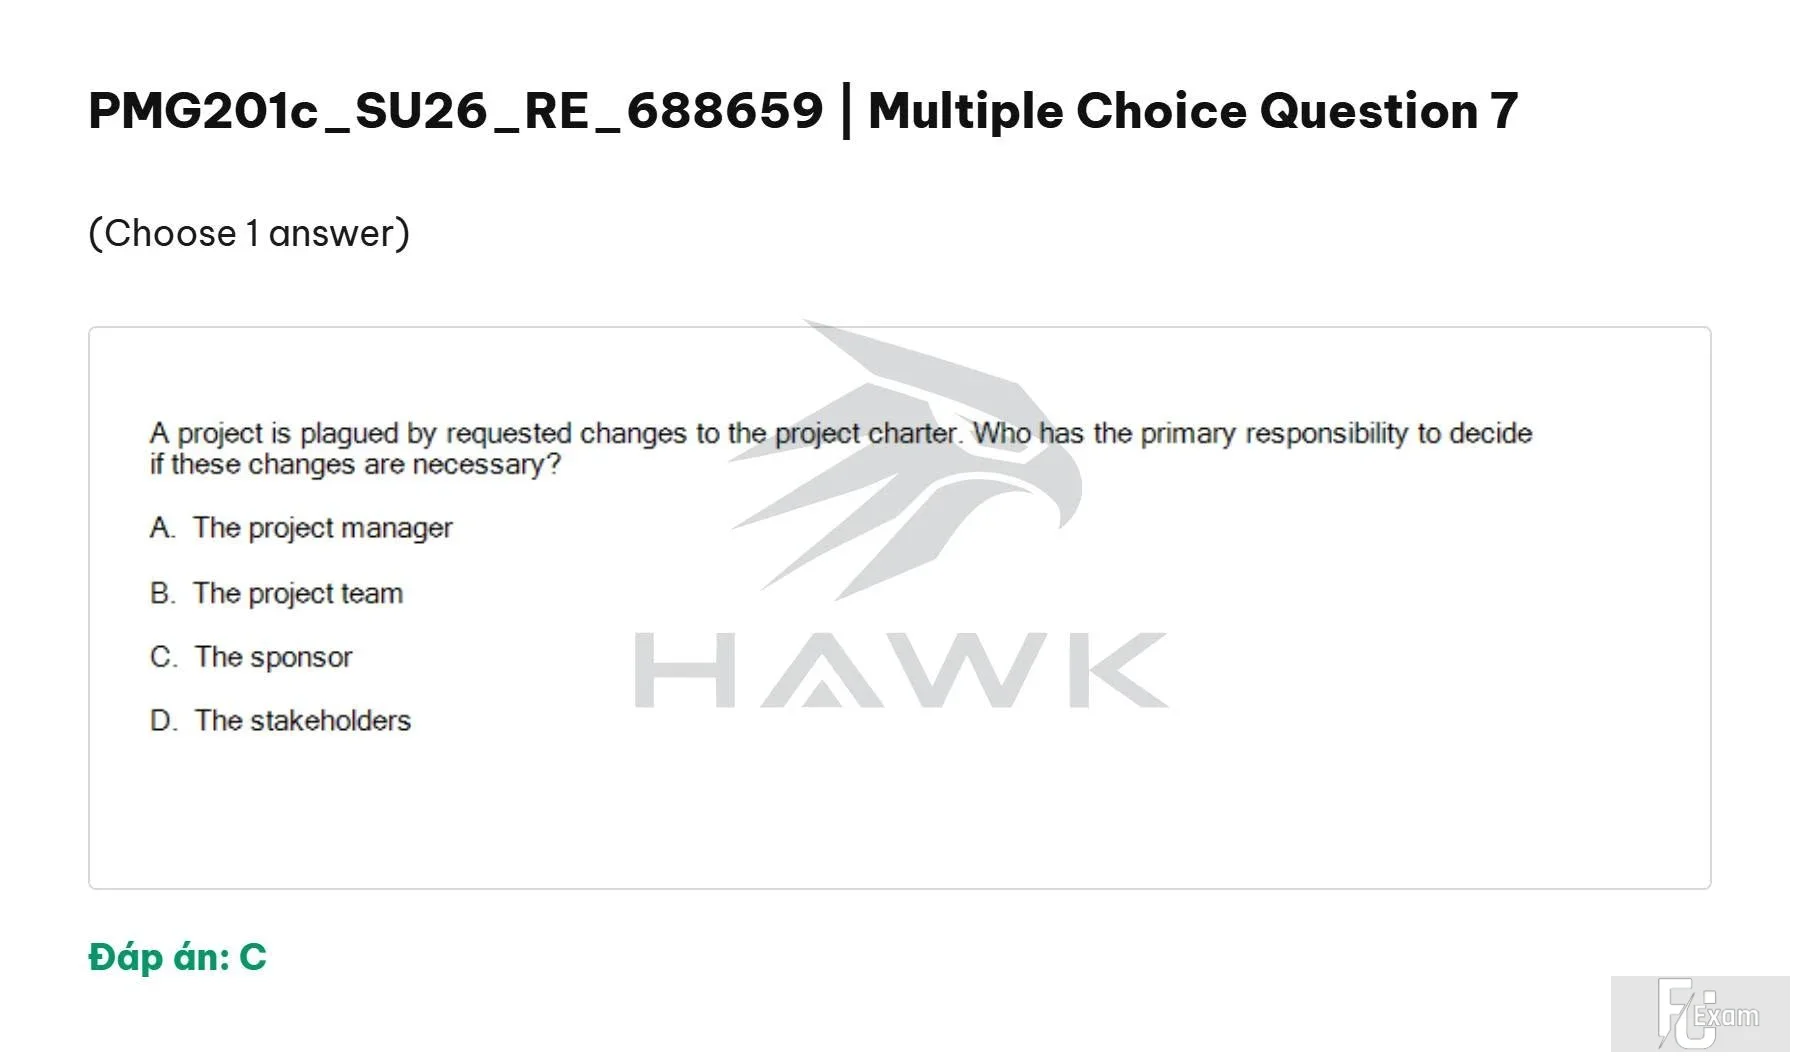 PMG201c_SU26_RE_688659 | Multiple Choice Question 7
(Choose 1 answer)
A project is plagued by requested changes to the project charter. Who has the primary responsibility to decide
if these changes are necessary?
A. The project manager
B. The project team
C. The sponsor
D. The stakeholders
HAWK
Đáp án: C
FC Exam